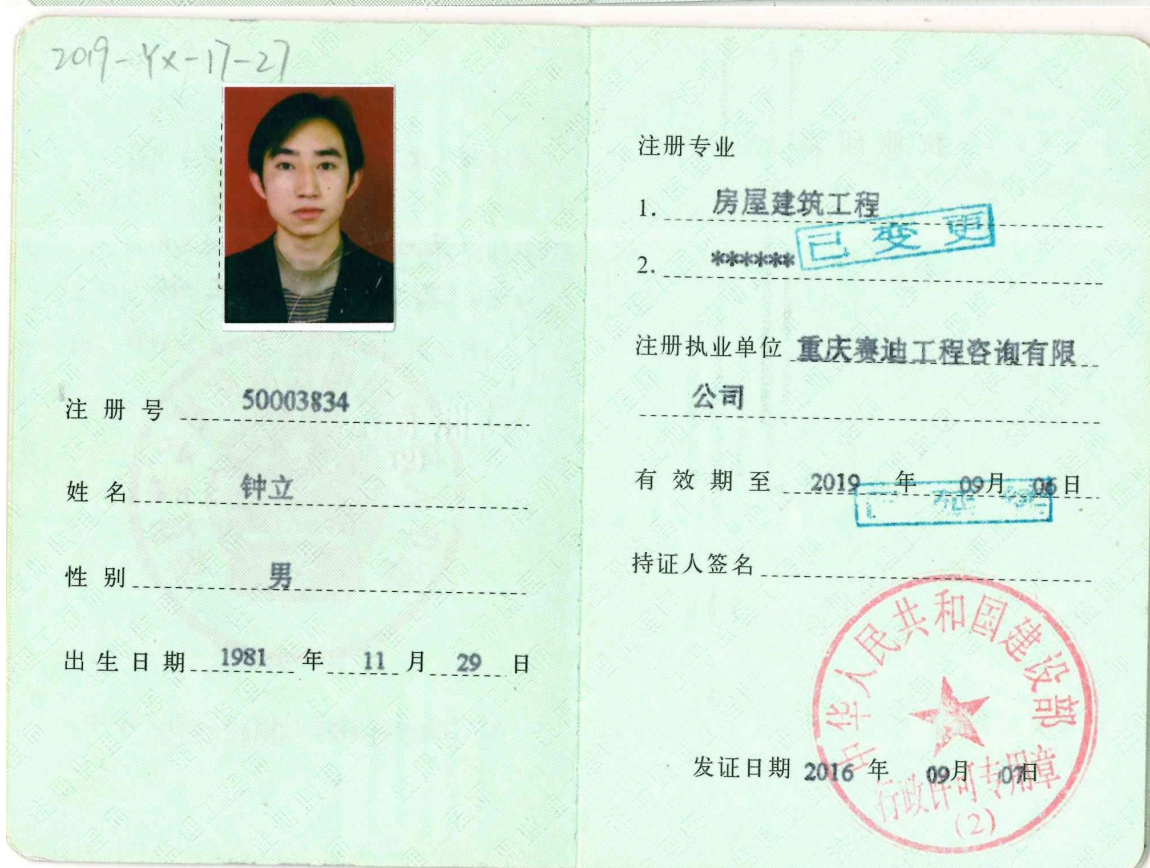 2019-YX-17-27
注册号 50003834
姓名 钟立
性别 男
出生日期 1981 年 11 月 29 日
注册专业
1. 房屋建筑工程
已变更
2. ******
注册执业单位 重庆赛迪工程咨询有限
公司
有效期至 2019 年 09月 06日
持证人签名
中华人民共和国建设部
行政许可专用章
(2)
发证日期 2016 年 09月 07日